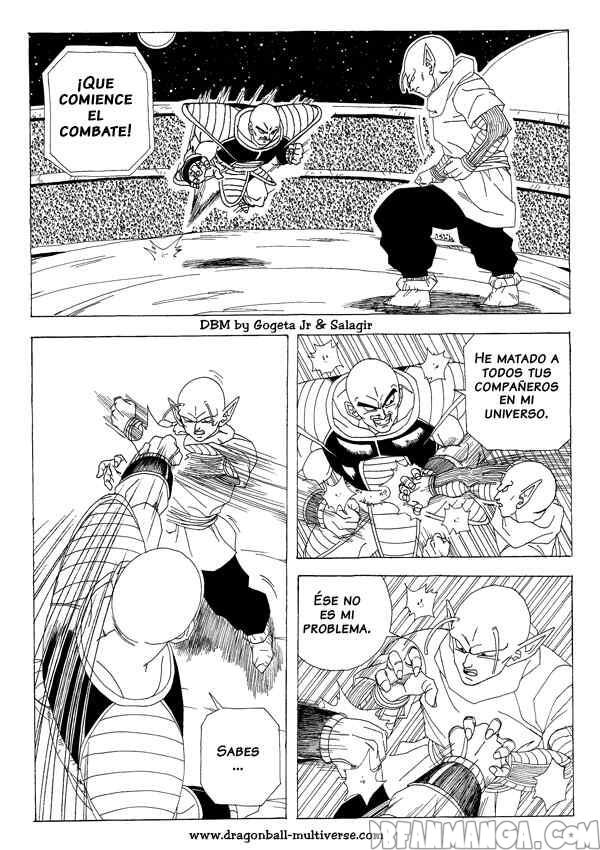 ¡QUE
COMIENCE
EL
COMBATE!
DBM by Gogeta Jr & Salagir
HE MATADO A
TODOS TUS
COMPAÑEROS
EN MI
UNIVERSO.
ÉSE NO
ES MI
PROBLEMA.
SABES
...
www.dragonball-multiverse.com
DBFANMANGA.COM